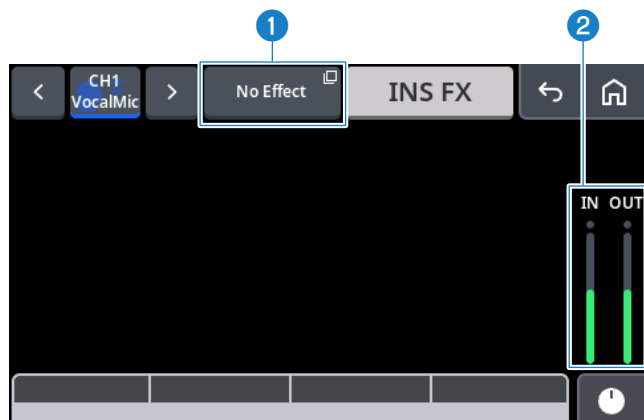 1
2
CH1
VocalMic
No Effect
INS FX
IN OUT